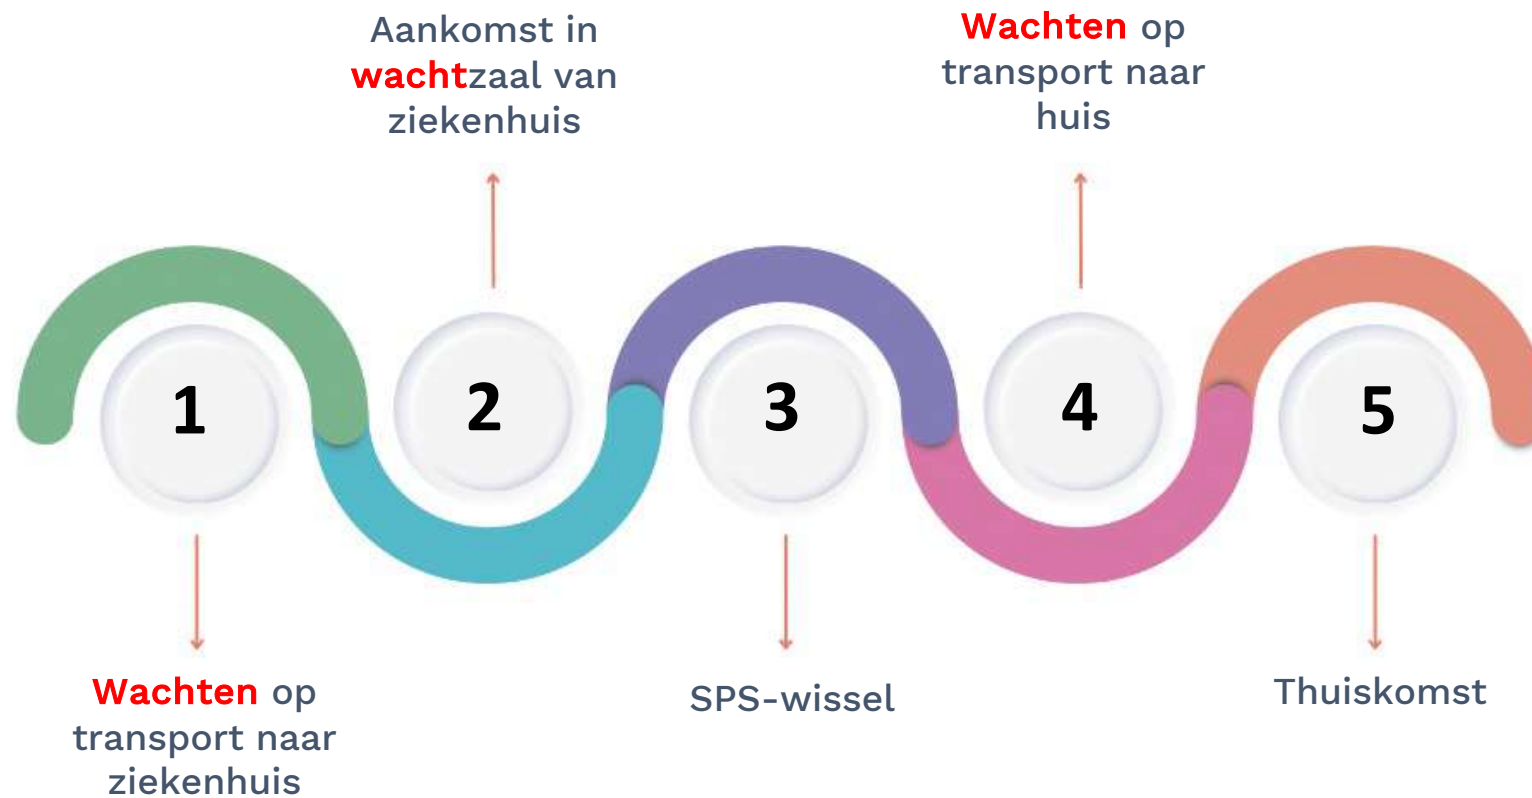 Aankomst in
wachtzaal van
ziekenhuis
Wachten op
transport naar
huis
1
2
3
4
5
Wachten op
transport naar
ziekenhuis
SPS-wissel
Thuiskomst